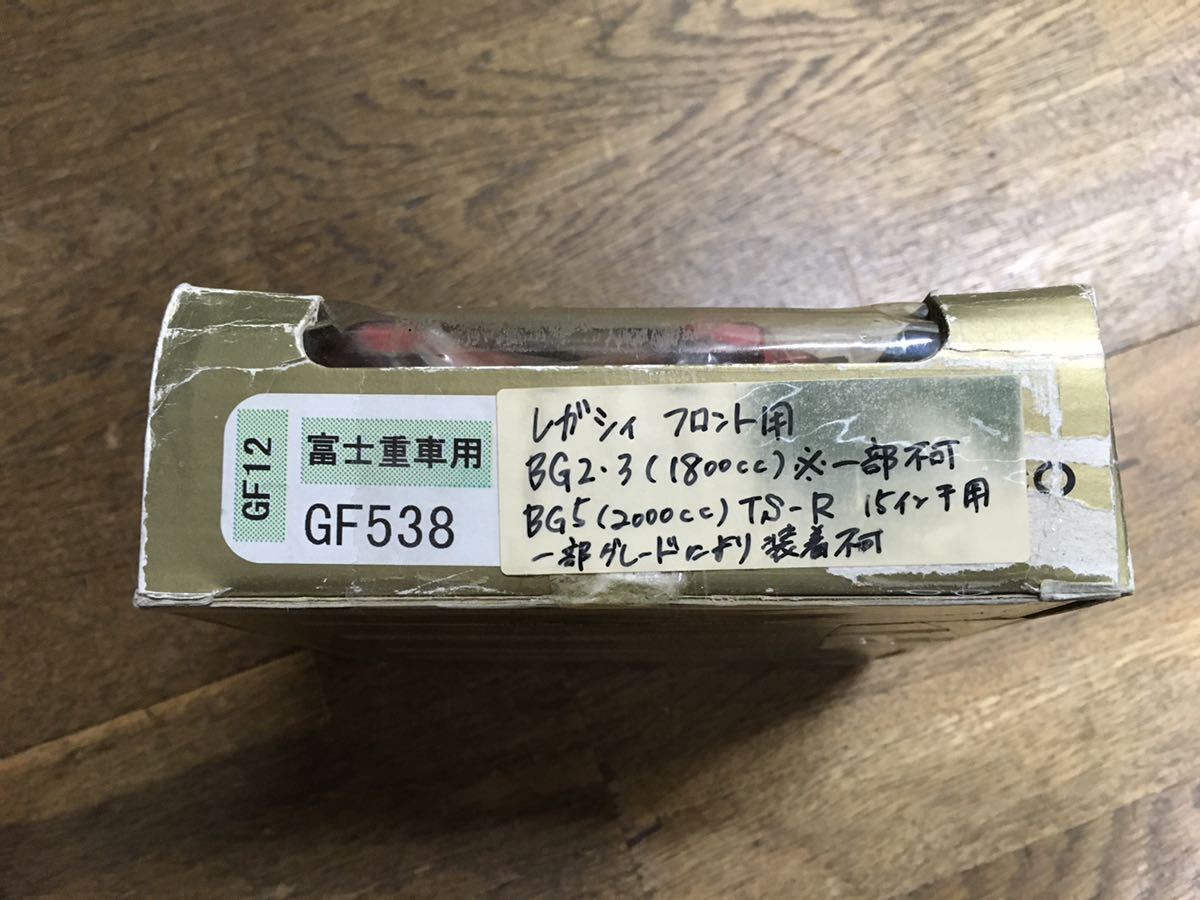 GF12
富士重車用
GF538
レガシィ フロント用
BG2・3(1800cc)※一部不可
BG5(2000cc)TS-R 15インチ用
一部グレードにより装着不可